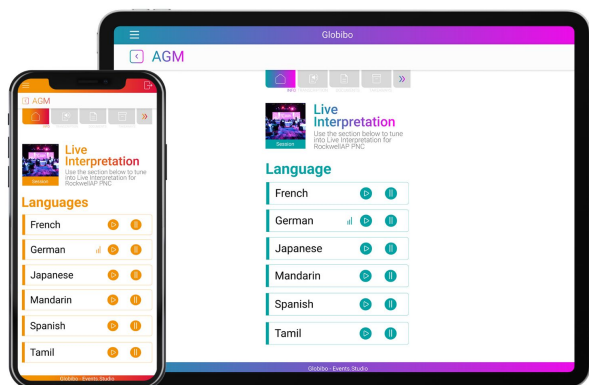 Globibo
AGM
INFO
Session
Live
Interpretation
Use the section below to tune
into Live Interpretation for
RockwellAP PNC
Language
French
German
Japanese
Mandarin
Spanish
Tamil
Globibo - Events Studio
AGM
Session
Live
Interpretation
Use the section below to tune
into Live Interpretation for
RockwellAP PNC
Languages
French
German
Japanese
Mandarin
Spanish
Tamil
Globibo - Events Studio